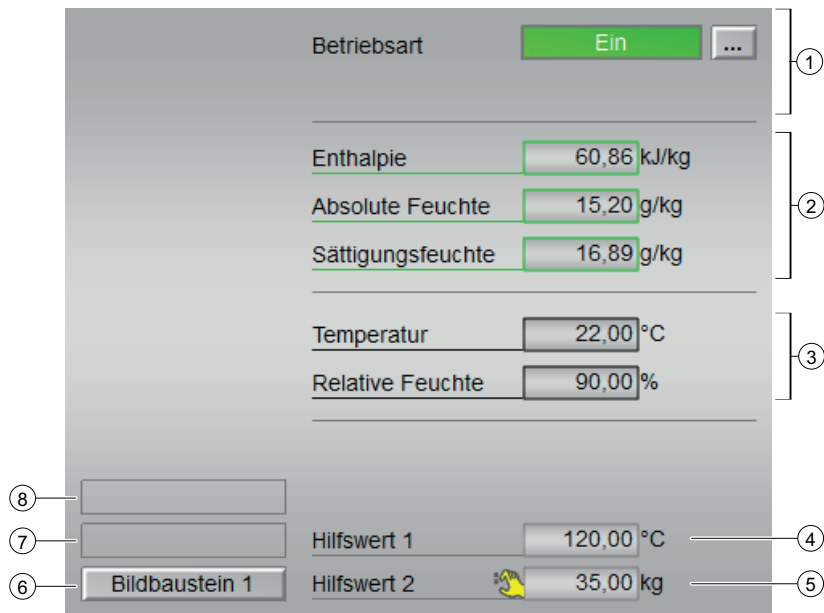 Betriebsart Ein ... 1
Enthalpie 60,86 kJ/kg
Absolute Feuchte 15,20 g/kg 2
Sättigungsfeuchte 16,89 g/kg
Temperatur 22,00 °C 3
Relative Feuchte 90,00 %
8
7 Hilfswert 1 120,00 °C 4
6 Bildbaustein 1 Hilfswert 2 35,00 kg 5